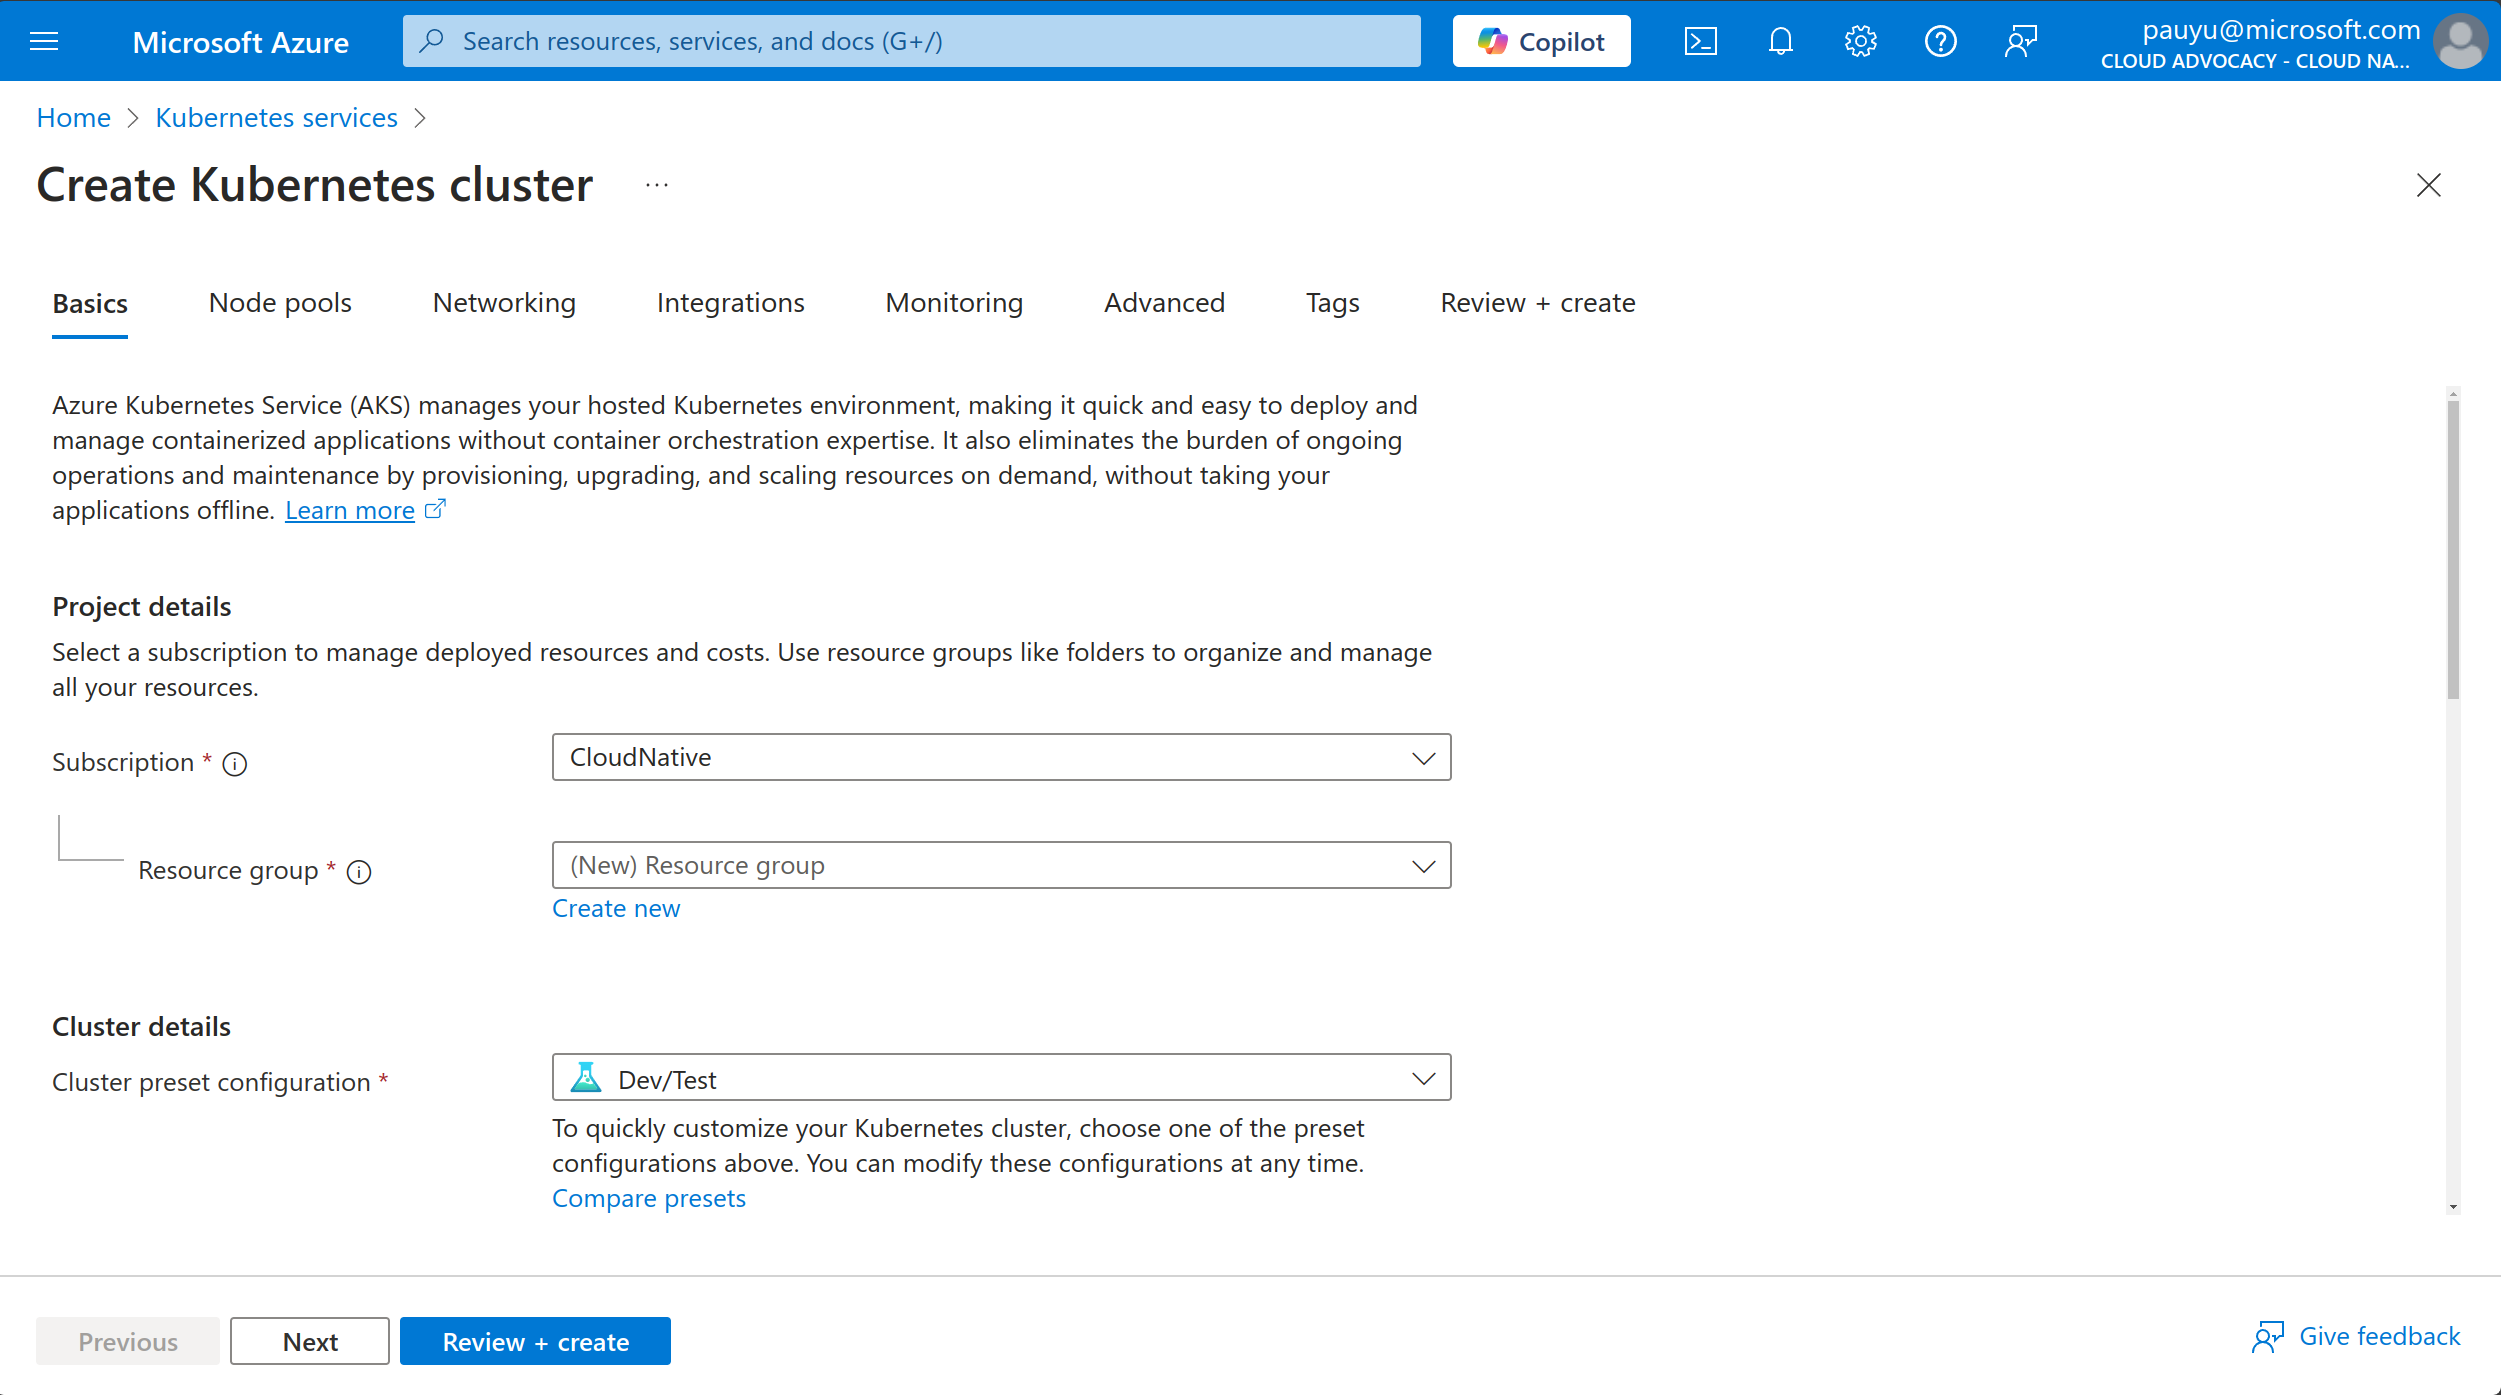 Microsoft Azure
Search resources, services, and docs (G+/)
Copilot
pauyu@microsoft.com
CLOUD ADVOCACY - CLOUD NA...
Home > Kubernetes services >
Create Kubernetes cluster ...
Basics Node pools Networking Integrations Monitoring Advanced Tags Review + create
Azure Kubernetes Service (AKS) manages your hosted Kubernetes environment, making it quick and easy to deploy and
manage containerized applications without container orchestration expertise. It also eliminates the burden of ongoing
operations and maintenance by provisioning, upgrading, and scaling resources on demand, without taking your
applications offline. Learn more
Project details
Select a subscription to manage deployed resources and costs. Use resource groups like folders to organize and manage
all your resources.
Subscription *
CloudNative
Resource group *
(New) Resource group
Create new
Cluster details
Cluster preset configuration *
Dev/Test
To quickly customize your Kubernetes cluster, choose one of the preset
configurations above. You can modify these configurations at any time.
Compare presets
Previous
Next
Review + create
Give feedback